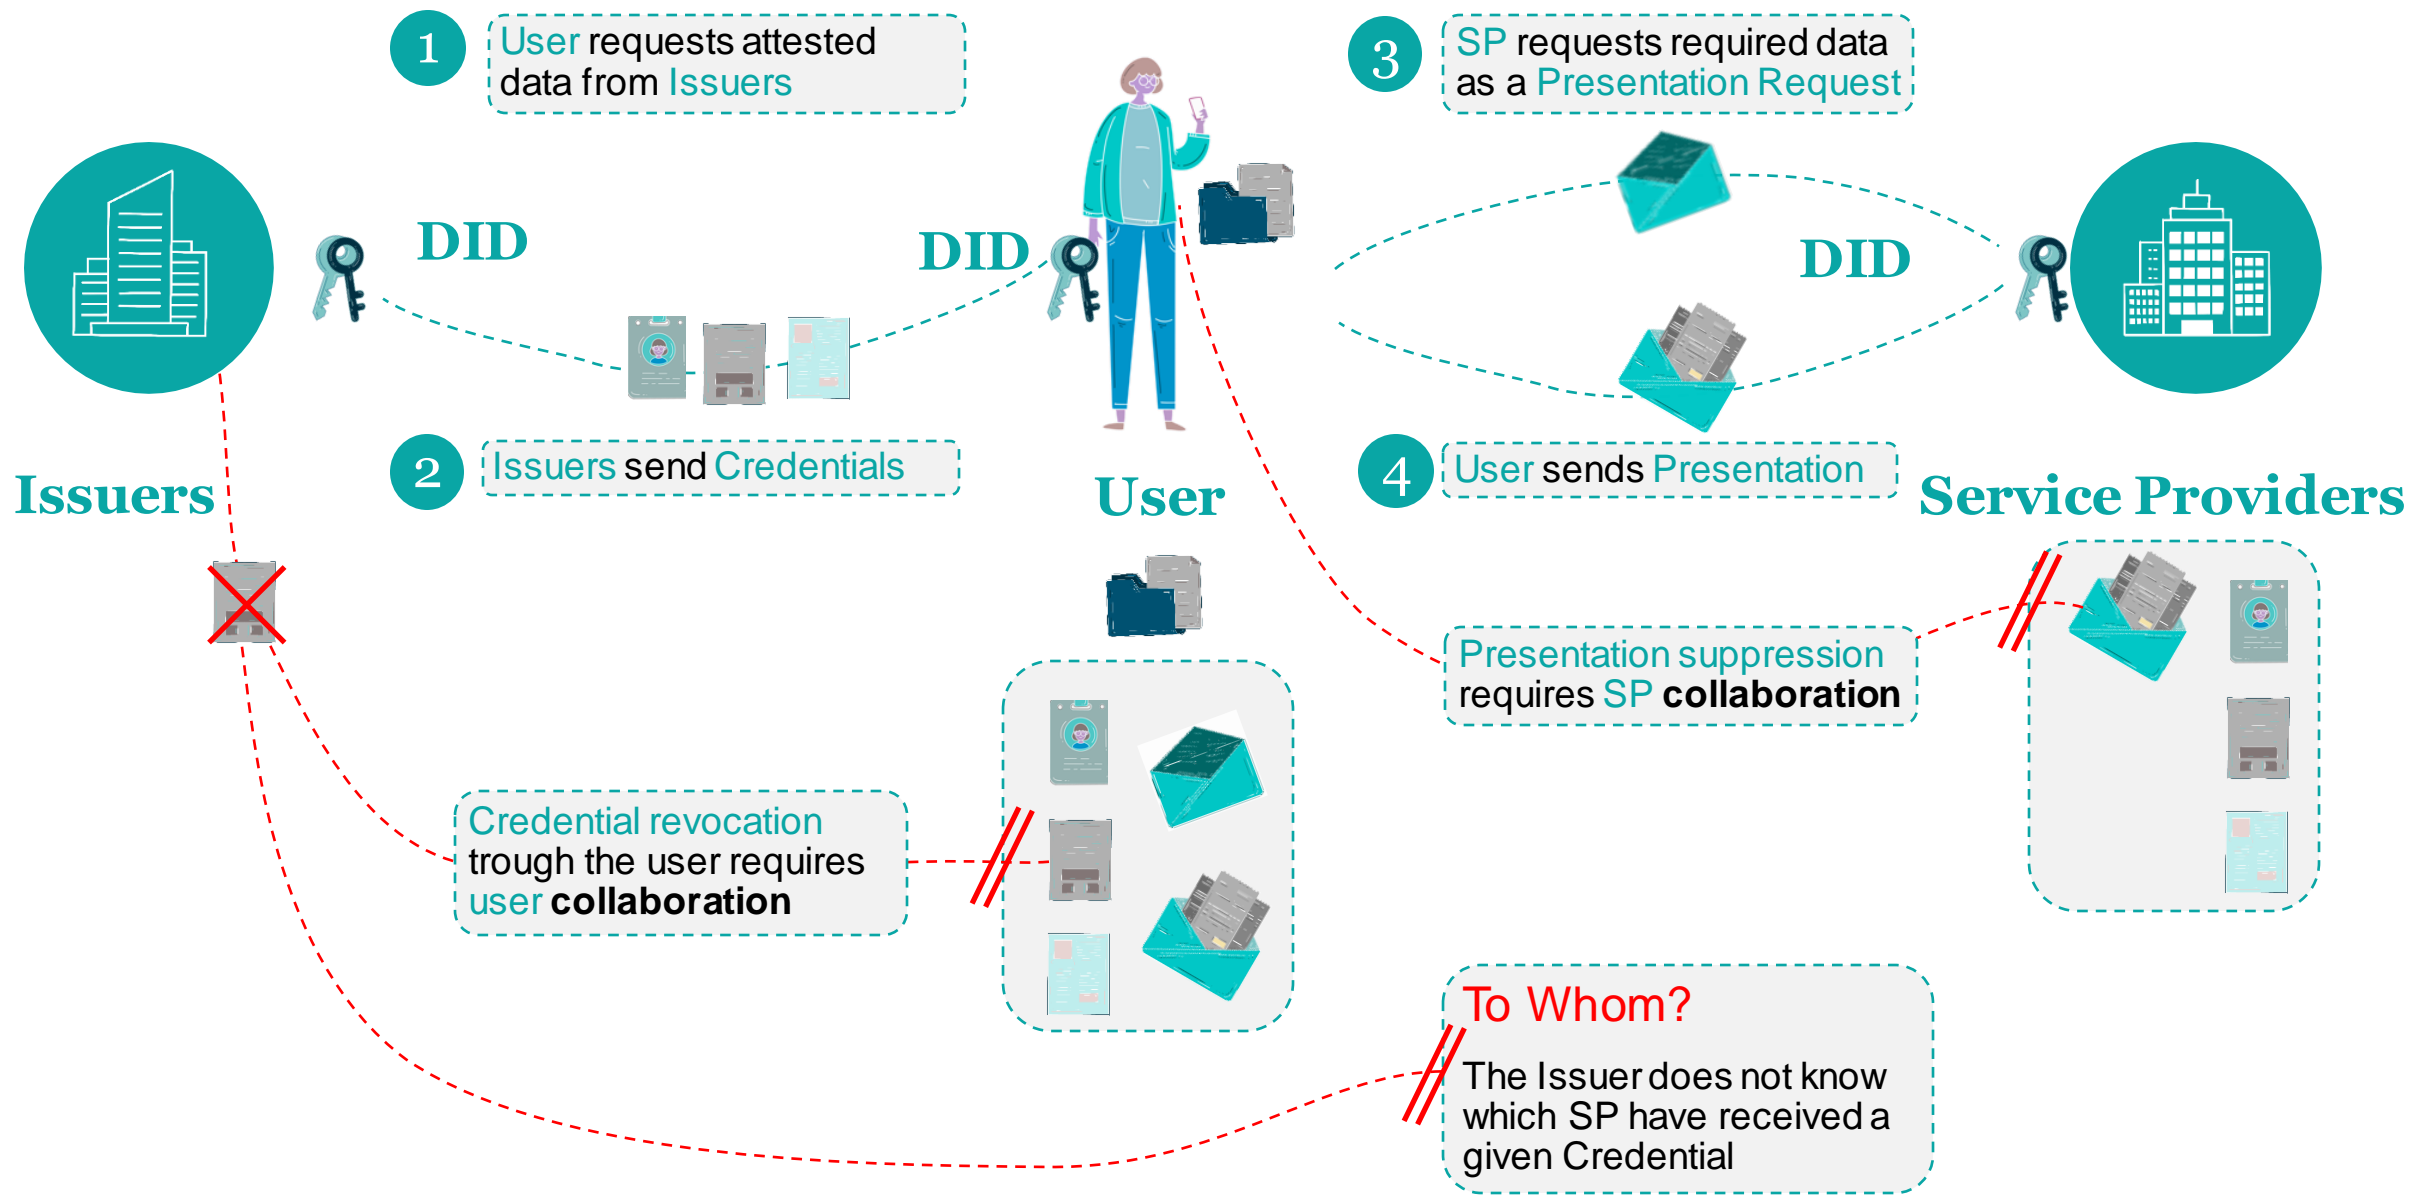 1
User requests attested
data from Issuers
3
SP requests required data
as a Presentation Request
DID
DID
DID
2
Issuers send Credentials
4
User sends Presentation
Issuers
User
Service Providers
Presentation suppression
requires SP collaboration
Credential revocation
trough the user requires
user collaboration
To Whom?
The Issuer does not know
which SP have received a
given Credential